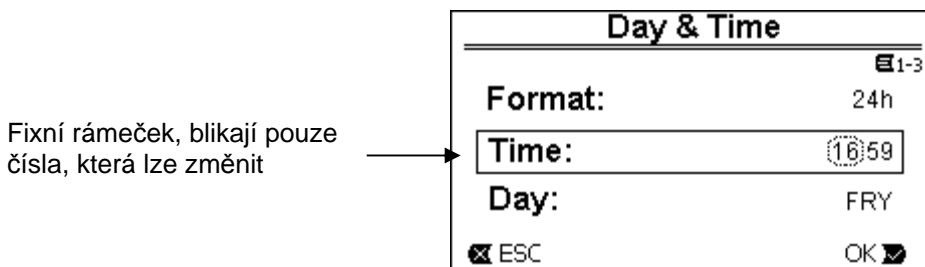 Day & Time
1-3
Format: 24h
Fixní rámeček, blikají pouze
čísla, která lze změnit
Time: (16)59
Day: FRY
ESC OK